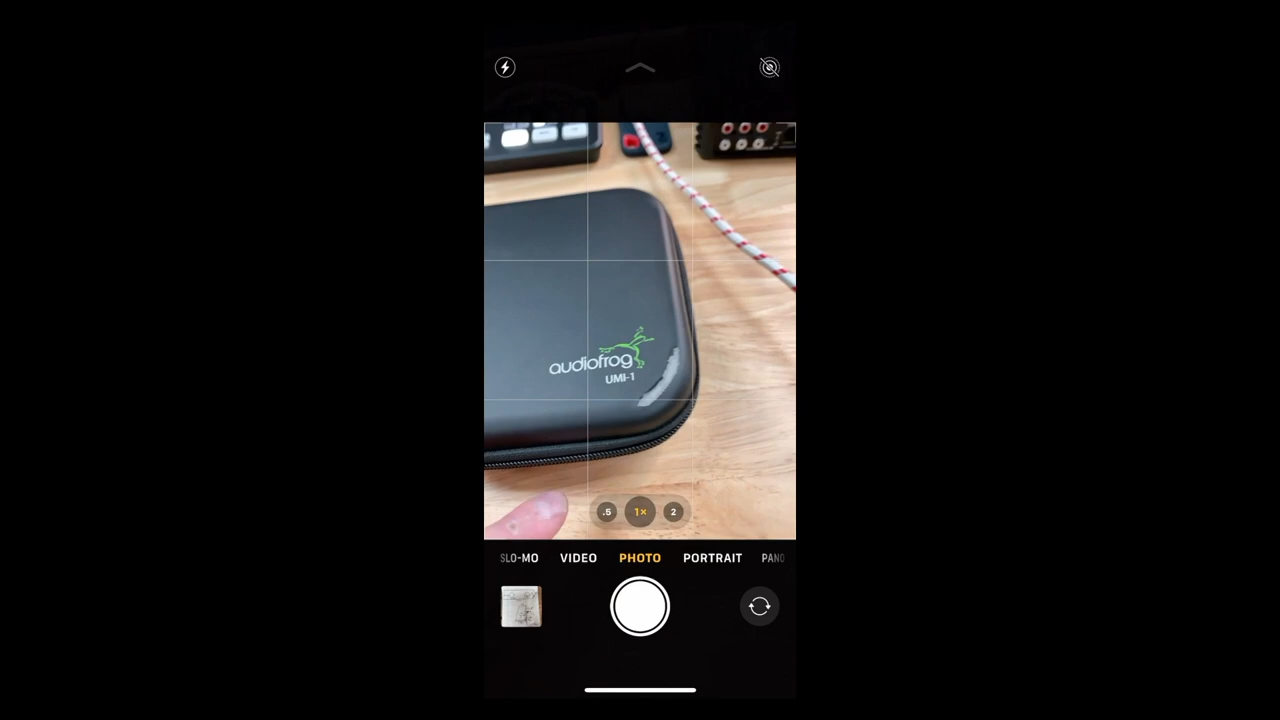 audiofrog
UMI-1
.5
1×
2
SLO-MO
VIDEO
PHOTO
PORTRAIT
PANO